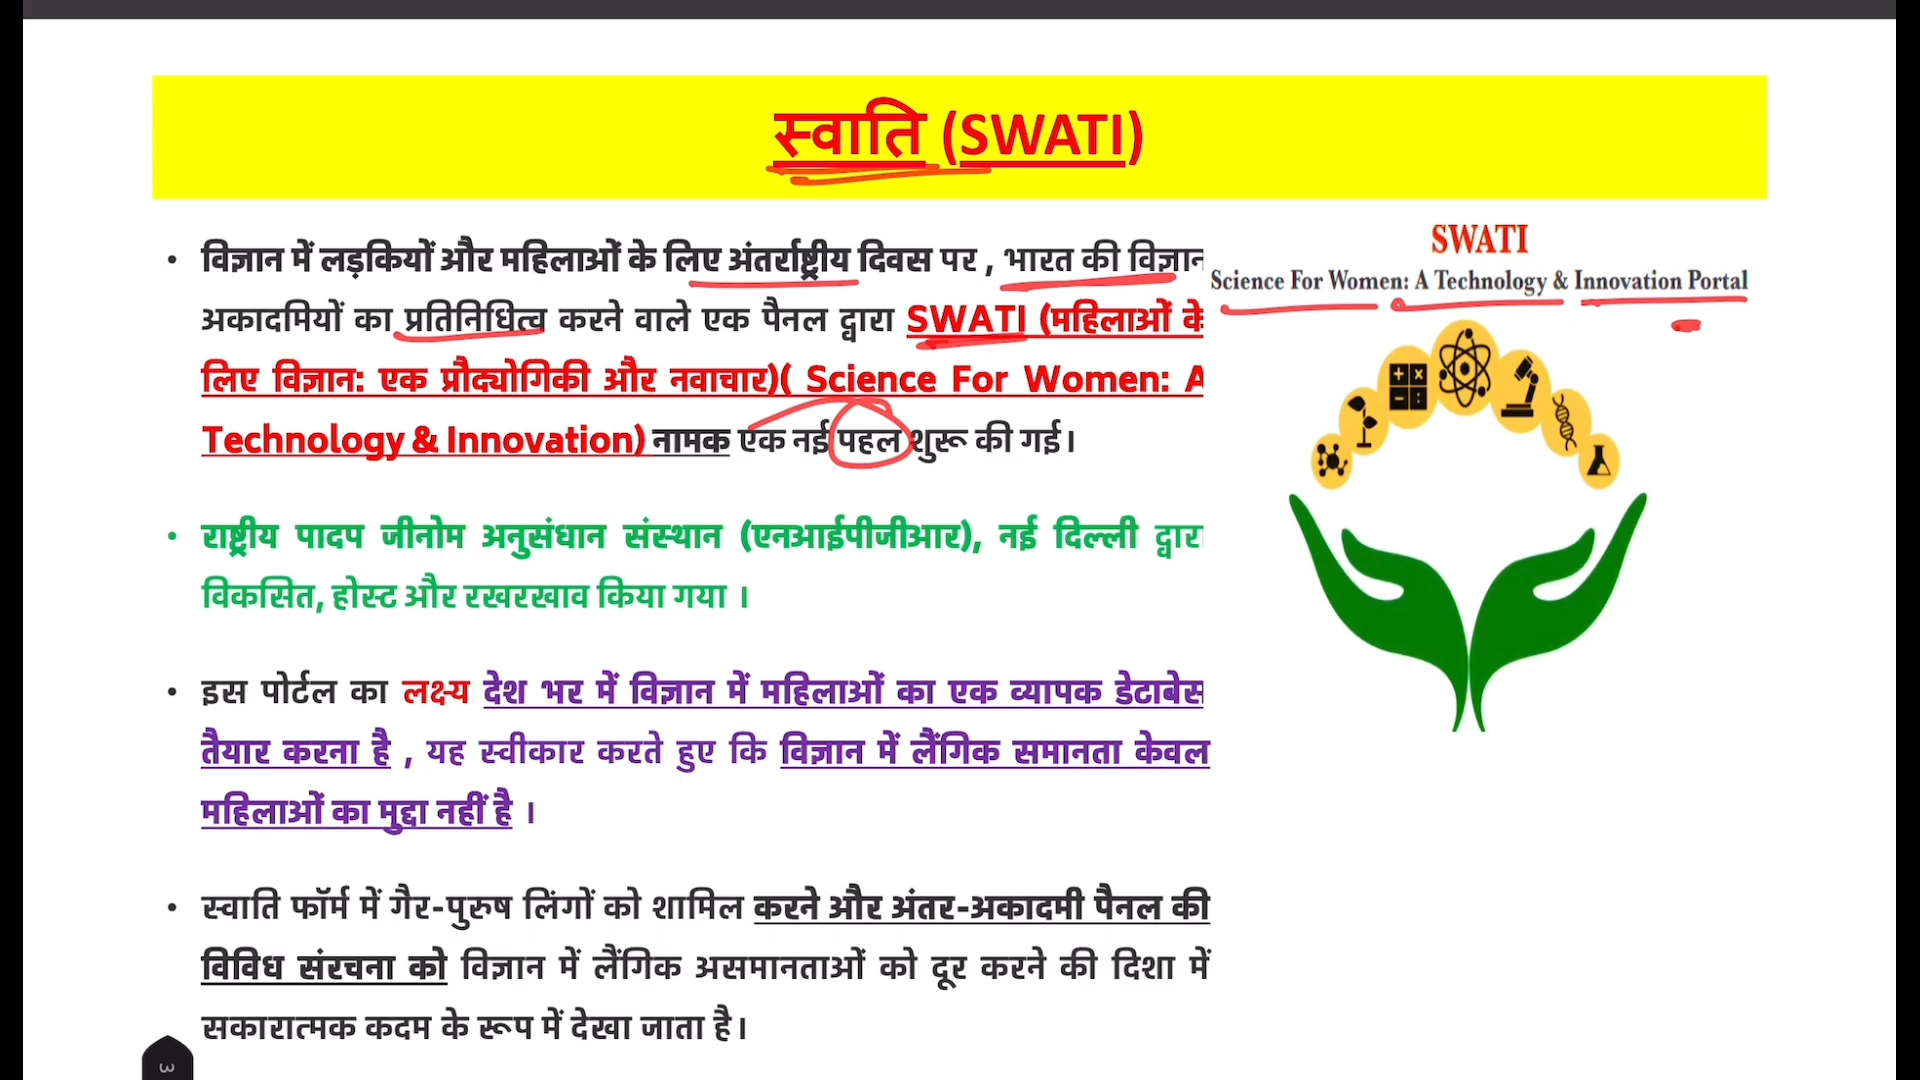 स्वाति (SWATI)
• विज्ञान में लड़कियों और महिलाओं के लिए अंतर्राष्ट्रीय दिवस पर , भारत की विज्ञान
अकादमियों का प्रतिनिधित्व करने वाले एक पैनल द्वारा SWATI (महिलाओं के
लिए विज्ञान: एक प्रौद्योगिकी और नवाचार)( Science For Women: A
Technology & Innovation) नामक एक नई पहल शुरू की गई।
• राष्ट्रीय पादप जीनोम अनुसंधान संस्थान (एनआईपीजीआर), नई दिल्ली द्वारा
विकसित, होस्ट और रखरखाव किया गया ।
• इस पोर्टल का लक्ष्य देश भर में विज्ञान में महिलाओं का एक व्यापक डेटाबेस
तैयार करना है , यह स्वीकार करते हुए कि विज्ञान में लैंगिक समानता केवल
महिलाओं का मुद्दा नहीं है ।
• स्वाति फॉर्म में गैर-पुरुष लिंगों को शामिल करने और अंतर-अकादमी पैनल की
विविध संरचना को विज्ञान में लैंगिक असमानताओं को दूर करने की दिशा में
सकारात्मक कदम के रूप में देखा जाता है।
SWATI
Science For Women: A Technology & Innovation Portal
3